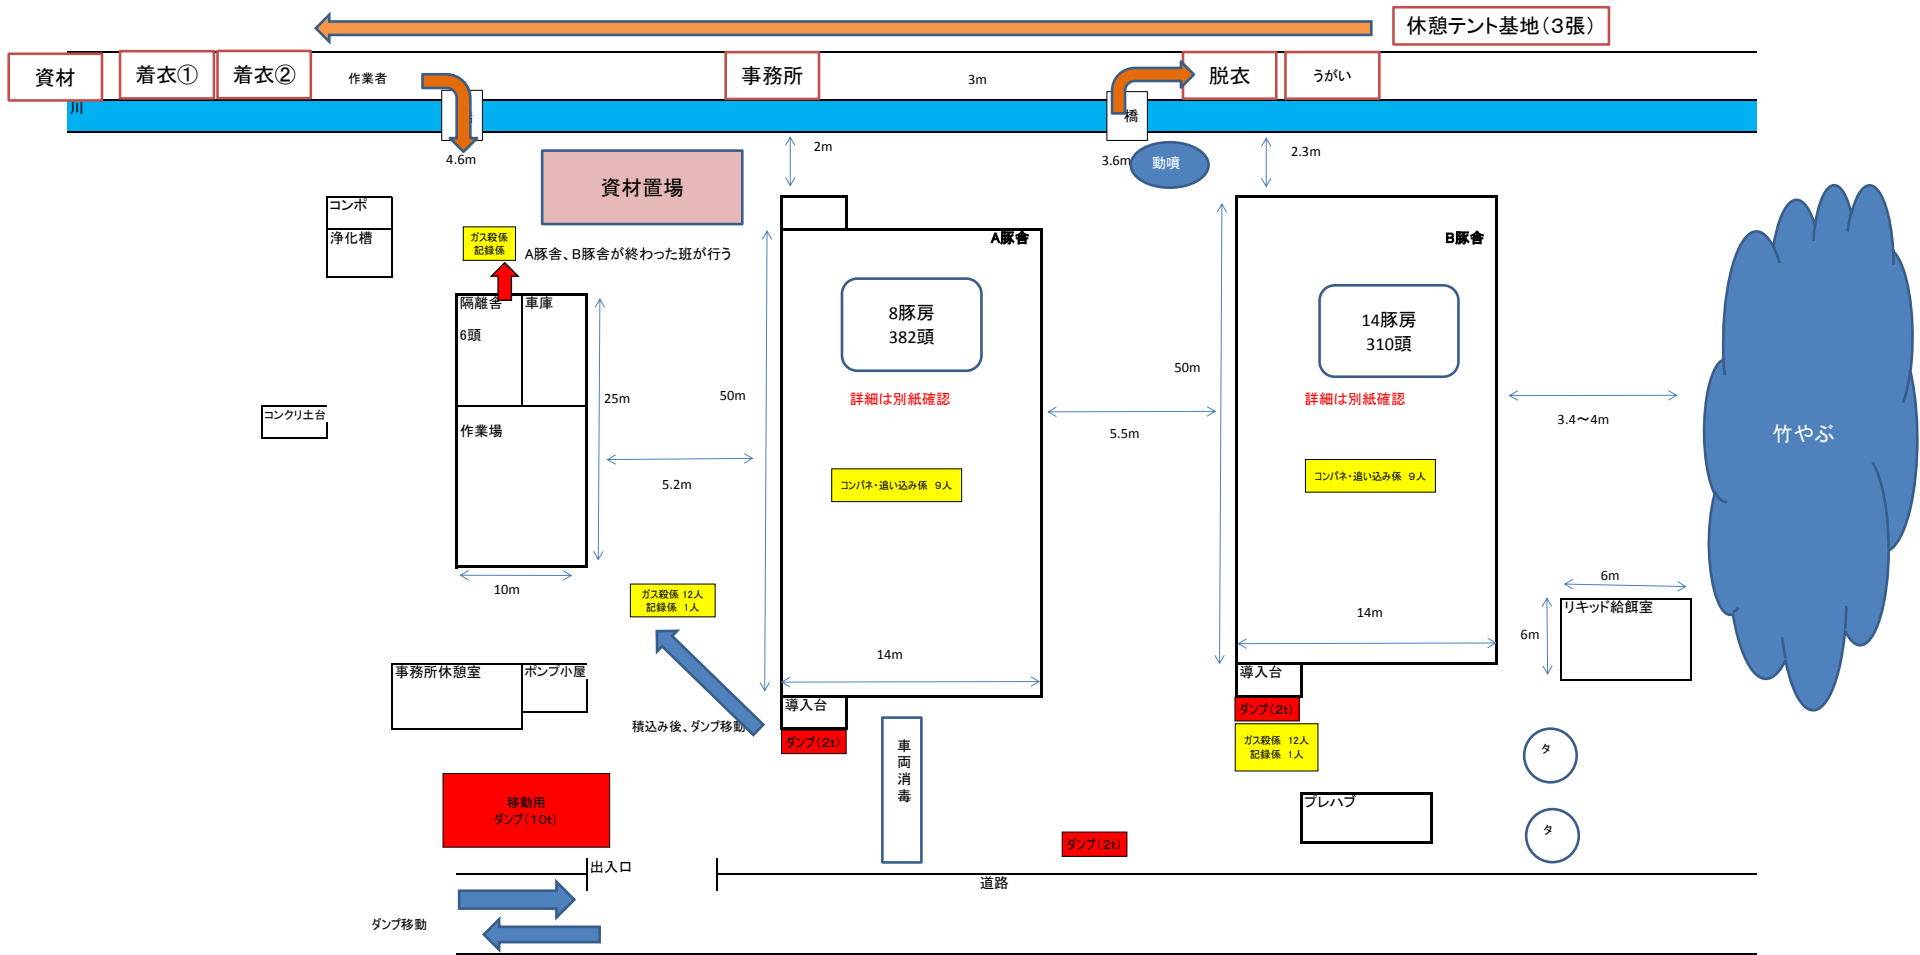 休憩テント基地（３張）
資材
着衣①
着衣②
作業者
事務所
3m
脱衣
うがい
川
橋
4.6m
2m
3.6m
動噴
2.3m
資材置場
コンポ
浄化槽
ガス殺係
記録係
A豚舎、B豚舎が終わった班が行う
A豚舎
B豚舎
隔離舎
車庫
6頭
8豚房
382頭
14豚房
310頭
詳細は別紙確認
詳細は別紙確認
25m
50m
50m
5.5m
3.4～4m
コンクリ土台
作業場
竹やぶ
5.2m
コンパネ・追い込み係　９人
コンパネ・追い込み係　９人
10m
ガス殺係 12人
記録係　1人
6m
リキッド給餌室
6m
14m
14m
事務所休憩室
ポンプ小屋
導入台
導入台
積込み後、ダンプ移動
ダンプ（２ｔ）
ダンプ（２ｔ）
ガス殺係　12人
記録係　1人
車両消毒
タ
タ
移動用
ダンプ（１０ｔ）
プレハブ
ダンプ（２ｔ）
出入口
道路
ダンプ移動